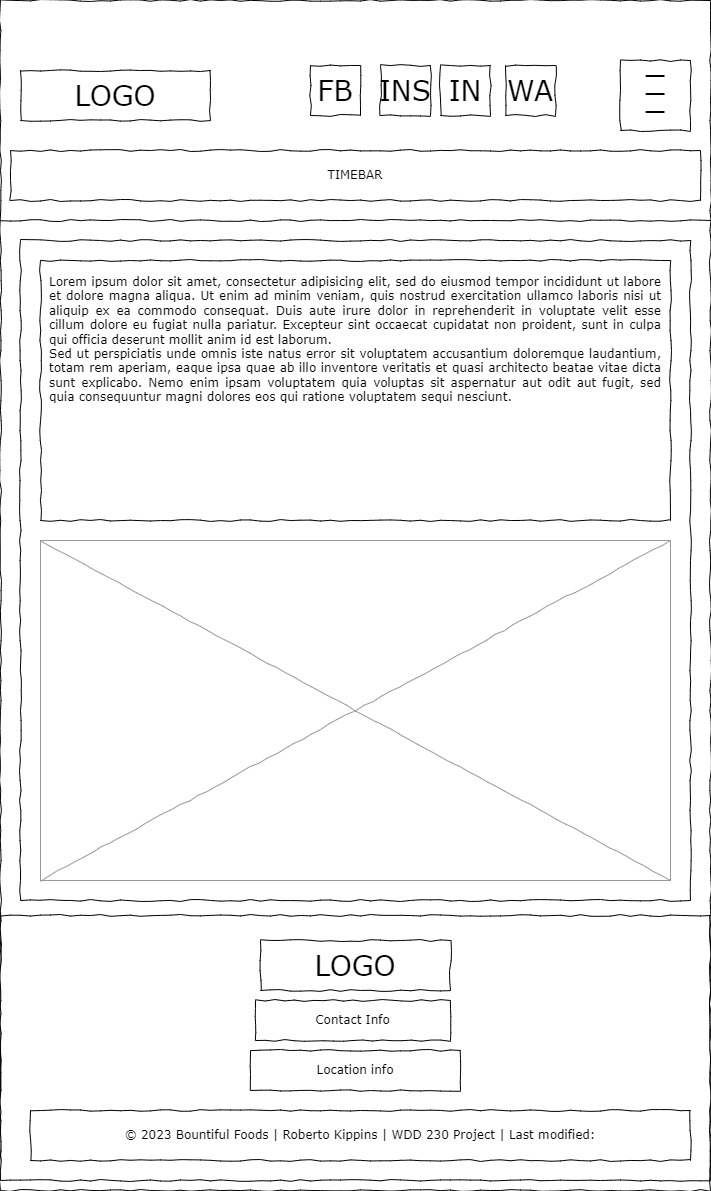 LOGO
FB INS IN WA
TIMEBAR
Lorem ipsum dolor sit amet, consectetur adipisicing elit, sed do eiusmod tempor incididunt ut labore
et dolore magna aliqua. Ut enim ad minim veniam, quis nostrud exercitation ullamco laboris nisi ut
aliquip ex ea commodo consequat. Duis aute irure dolor in reprehenderit in voluptate velit esse
cillum dolore eu fugiat nulla pariatur. Excepteur sint occaecat cupidatat non proident, sunt in culpa
qui officia deserunt mollit anim id est laborum.
Sed ut perspiciatis unde omnis iste natus error sit voluptatem accusantium doloremque laudantium,
totam rem aperiam, eaque ipsa quae ab illo inventore veritatis et quasi architecto beatae vitae dicta
sunt explicabo. Nemo enim ipsam voluptatem quia voluptas sit aspernatur aut odit aut fugit, sed
quia consequuntur magni dolores eos qui ratione voluptatem sequi nesciunt.
LOGO
Contact Info
Location info
© 2023 Bountiful Foods | Roberto Kippins | WDD 230 Project | Last modified: